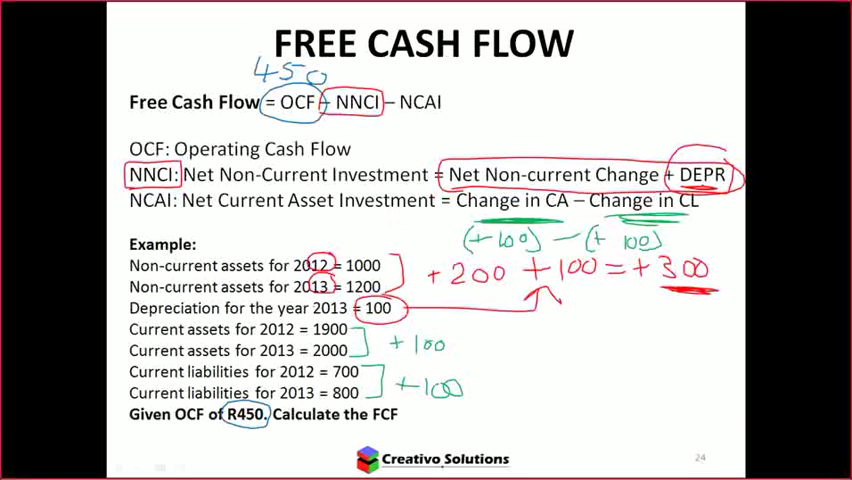 FREE CASH FLOW
450
Free Cash Flow = OCF – NNCI – NCAI
OCF: Operating Cash Flow
NNCI: Net Non-Current Investment = Net Non-current Change + DEPR
NCAI: Net Current Asset Investment = Change in CA – Change in CL
(+100) – (+100)
Example:
Non-current assets for 2012 = 1000
+200 + 100 = + 300
Non-current assets for 2013 = 1200
Depreciation for the year 2013 = 100
Current assets for 2012 = 1900
+100
Current assets for 2013 = 2000
Current liabilities for 2012 = 700
+100
Current liabilities for 2013 = 800
Given OCF of R450. Calculate the FCF
Creativo Solutions
24